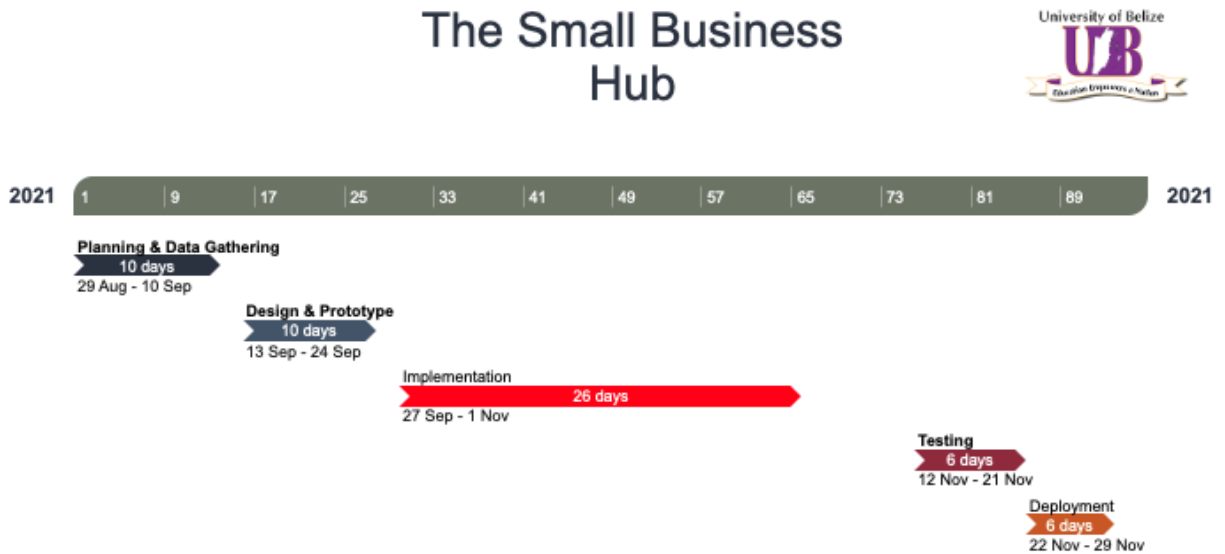 The Small Business
Hub
University of Belize
UB
Education Empowers a Nation
2021 1 9 17 25 33 41 49 57 65 73 81 89 2021
Planning & Data Gathering
10 days
29 Aug - 10 Sep
Design & Prototype
10 days
13 Sep - 24 Sep
Implementation
26 days
27 Sep - 1 Nov
Testing
6 days
12 Nov - 21 Nov
Deployment
6 days
22 Nov - 29 Nov